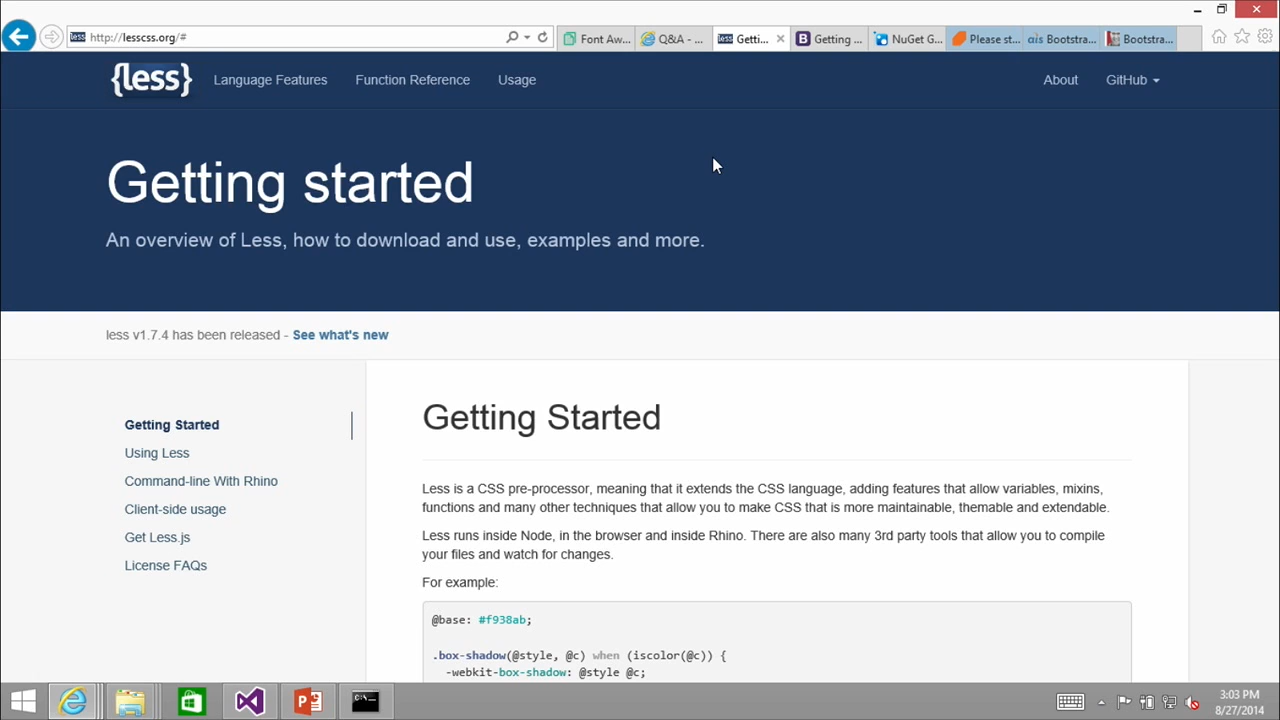 http://lesscss.org/#
Font Aw...
Q&A - ...
Getti...
Getting ...
NuGet G...
Please st...
ais Bootstra...
Bootstra...
{less}
Language Features
Function Reference
Usage
About
GitHub
Getting started
An overview of Less, how to download and use, examples and more.
less v1.7.4 has been released - See what's new
Getting Started
Using Less
Command-line With Rhino
Client-side usage
Get Less.js
License FAQs
Getting Started
Less is a CSS pre-processor, meaning that it extends the CSS language, adding features that allow variables, mixins,
functions and many other techniques that allow you to make CSS that is more maintainable, themable and extendable.
Less runs inside Node, in the browser and inside Rhino. There are also many 3rd party tools that allow you to compile
your files and watch for changes.
For example:
@base: #f938ab;
.box-shadow(@style, @c) when (iscolor(@c)) {
-webkit-box-shadow: @style @c;
3:03 PM
8/27/2014